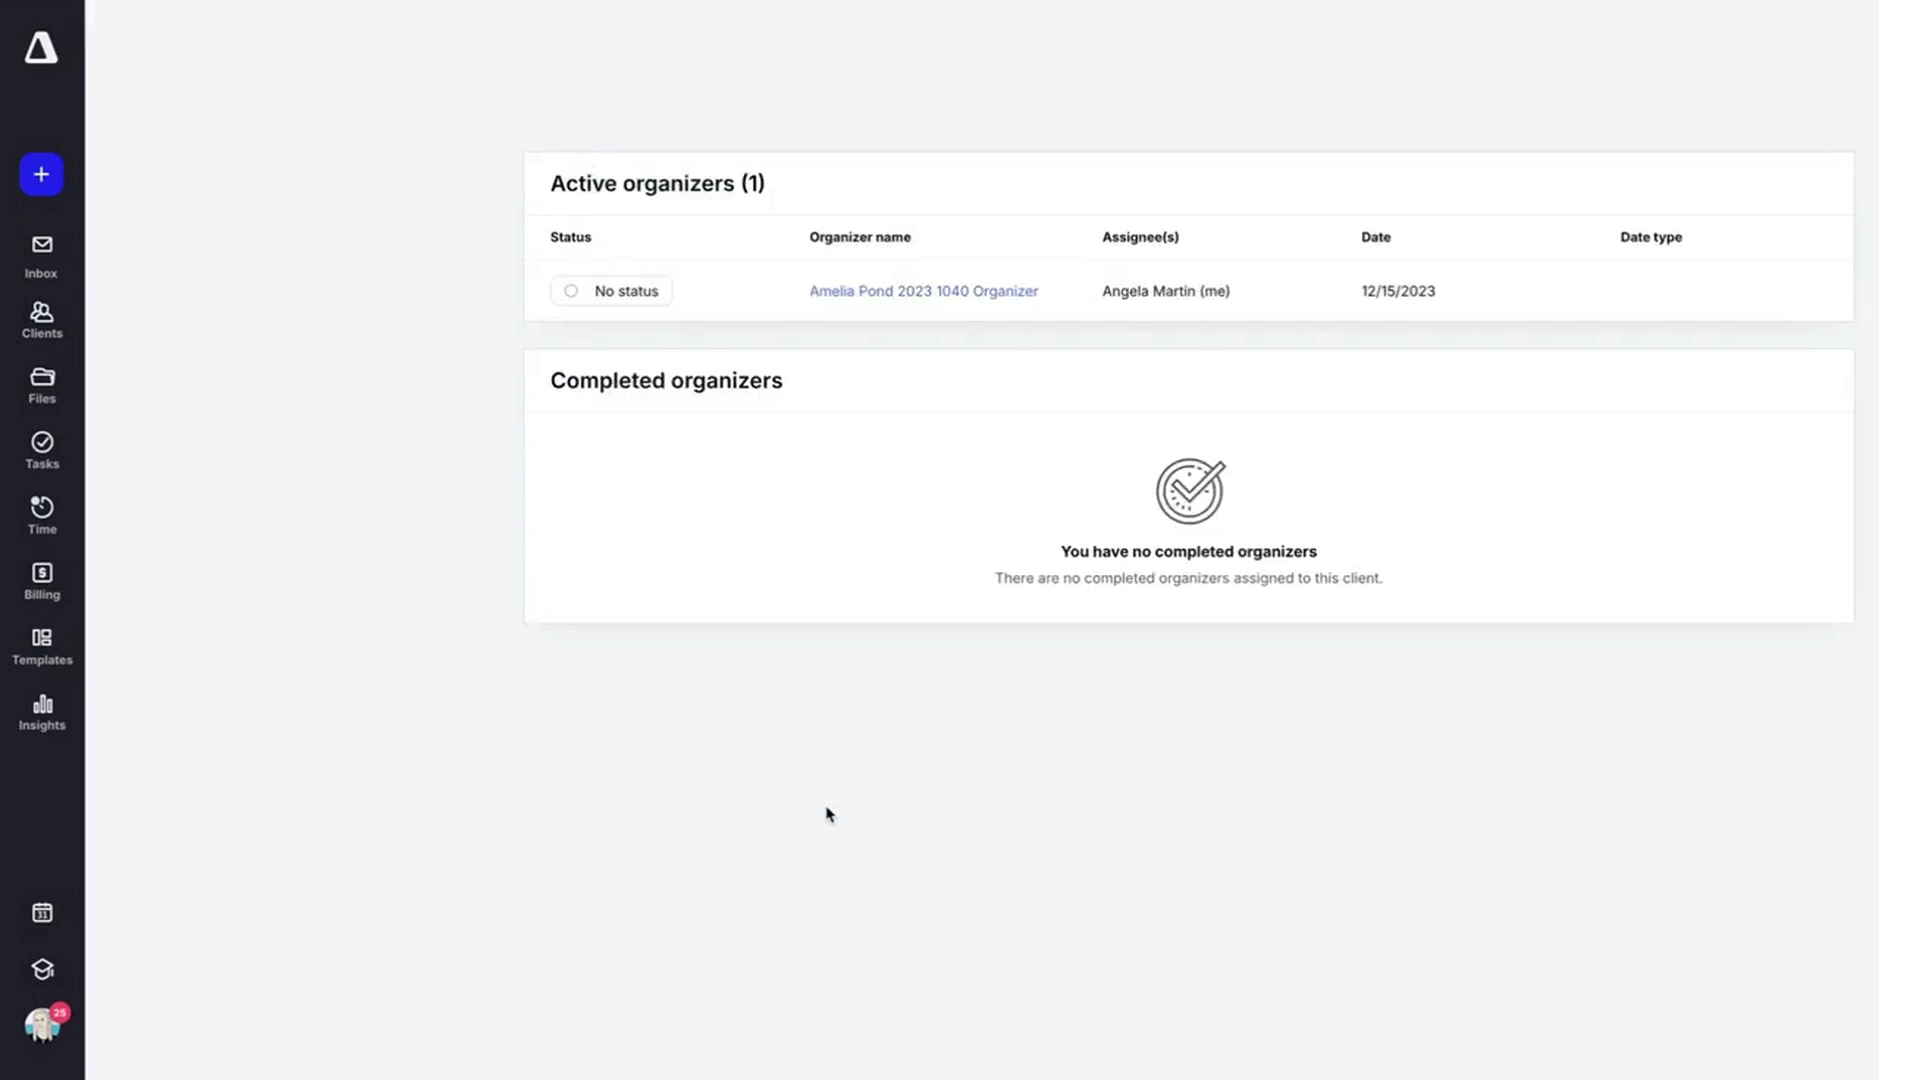 Inbox
Clients
Files
Tasks
Time
Billing
Templates
Insights
31
25
Active organizers (1)
Status Organizer name Assignee(s) Date Date type
No status Amelia Pond 2023 1040 Organizer Angela Martin (me) 12/15/2023
Completed organizers
You have no completed organizers
There are no completed organizers assigned to this client.